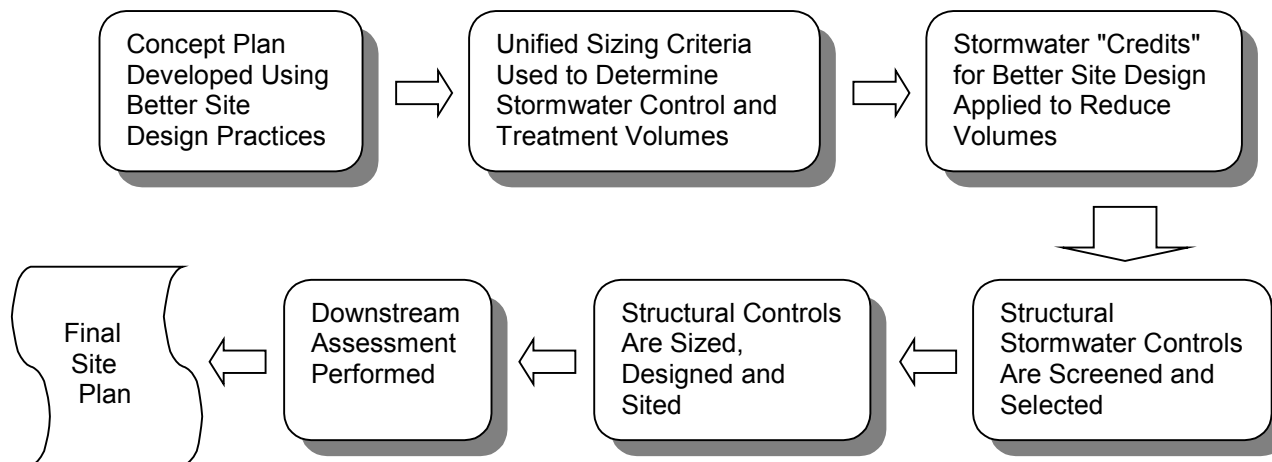 Concept Plan
Developed Using
Better Site
Design Practices
Unified Sizing Criteria
Used to Determine
Stormwater Control and
Treatment Volumes
Stormwater "Credits"
for Better Site Design
Applied to Reduce
Volumes
Structural
Stormwater Controls
Are Screened and
Selected
Structural Controls
Are Sized,
Designed and
Sited
Downstream
Assessment
Performed
Final
Site
Plan